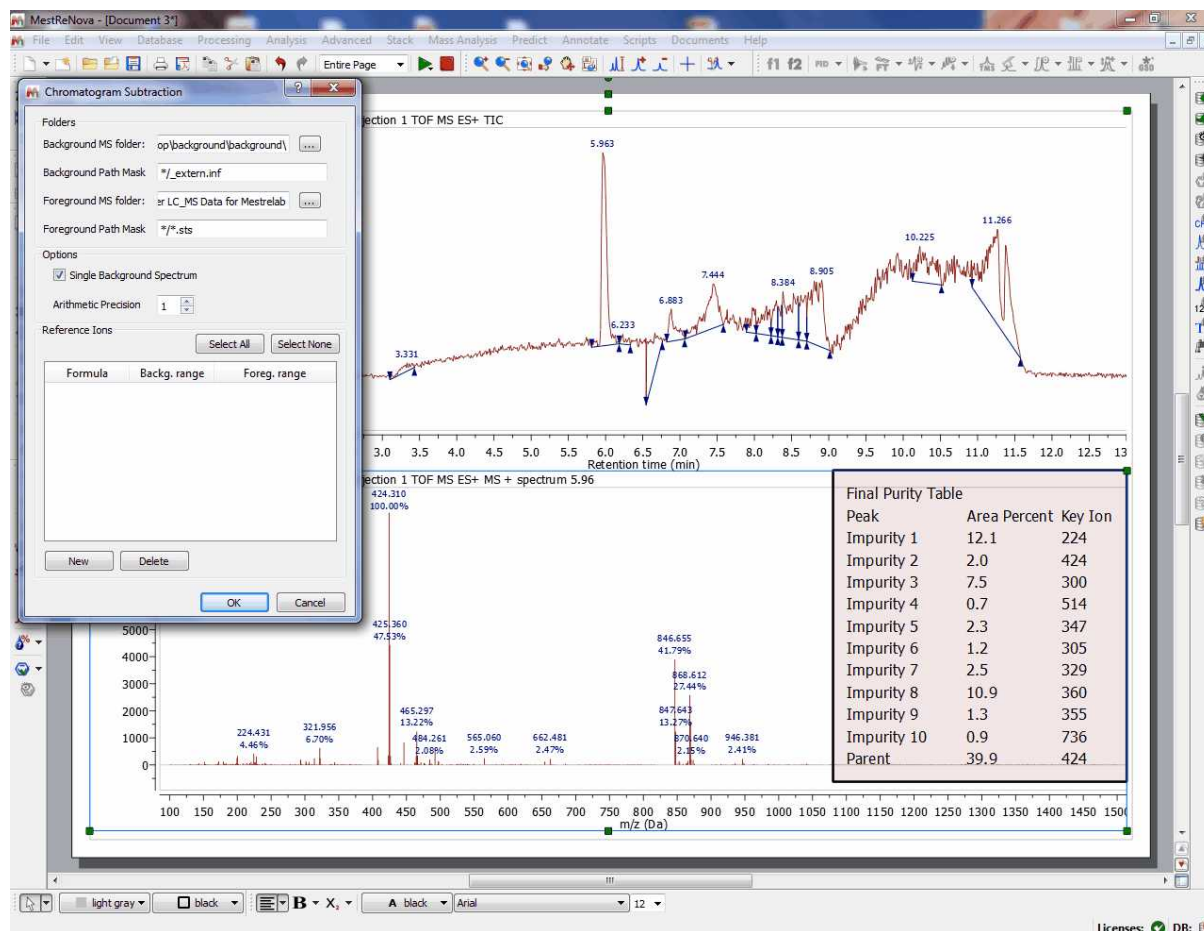 MestReNova - [Document 3*]
File Edit View Database Processing Analysis Advanced Stack Mass Analysis Predict Annotate Scripts Documents Help
Entire Page
f1 f2
Chromatogram Subtraction
Folders
Background MS folder: op\background\background\ ...
Background Path Mask */_extern.inf
Foreground MS folder: er LC_MS Data for Mestrelab ...
Foreground Path Mask */*.sts
Options
Single Background Spectrum
Arithmetic Precision 1
Reference Ions
Select All Select None
Formula Backg. range Foreg. range
New Delete
OK Cancel
ection 1 TOF MS ES+ TIC
5.963
11.266
10.225
8.905
7.444
8.384
6.883
6.233
3.331
3.0 3.5 4.0 4.5 5.0 5.5 6.0 6.5 7.0 7.5 8.0 8.5 9.0 9.5 10.0 10.5 11.0 11.5 12.0 12.5 13
Retention time (min)
ection 1 TOF MS ES+ MS + spectrum 5.96
424.310
100.00%
425.360
47.53%
846.655
41.79%
868.612
27.44%
465.297
13.22%
847.643
13.27%
224.431
4.46%
321.956
6.70%
484.261
2.08%
565.060
2.59%
662.481
2.47%
870.640
2.15%
946.381
2.41%
5000
4000
3000
2000
1000
0
100 150 200 250 300 350 400 450 500 550 600 650 700 750 800 850 900 950 1000 1050 1100 1150 1200 1250 1300 1350 1400 1450 150
m/z (Da)
Final Purity Table
Peak Area Percent Key Ion
Impurity 1 12.1 224
Impurity 2 2.0 424
Impurity 3 7.5 300
Impurity 4 0.7 514
Impurity 5 2.3 347
Impurity 6 1.2 305
Impurity 7 2.5 329
Impurity 8 10.9 360
Impurity 9 1.3 355
Impurity 10 0.9 736
Parent 39.9 424
light gray black B X₂ A black Arial 12
Licenses: DB: